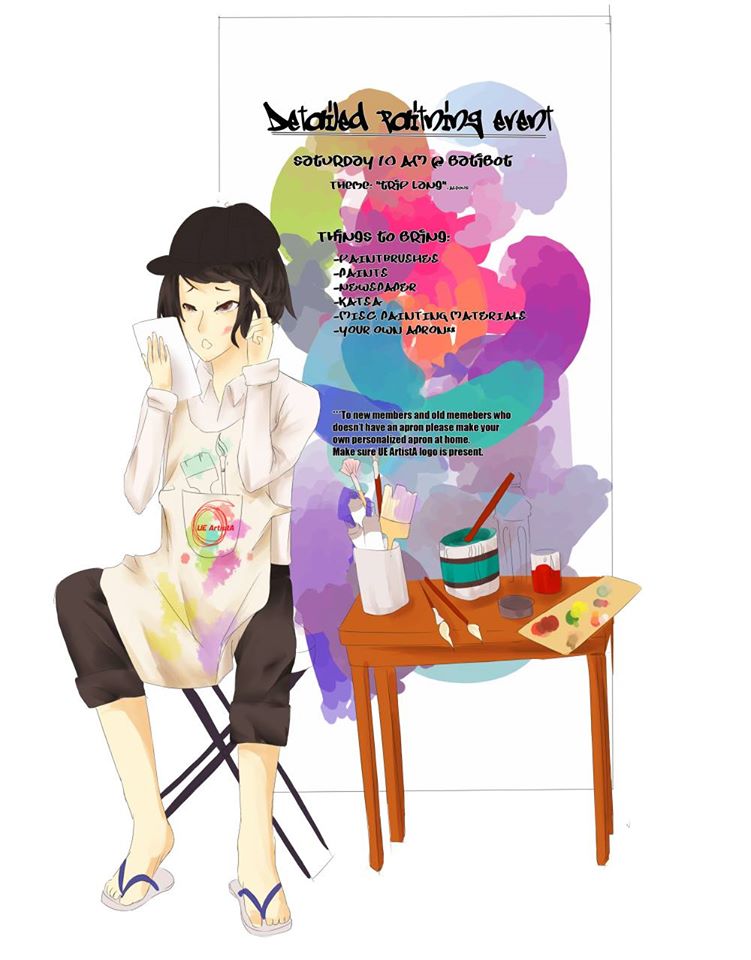 Detailed Paitning event
Saturday 10 AM @ Batibot
Theme: "Trip Lang".
Things to Bring:
-Paintbrushes
-Paints
-Newspaper
-Katsa
-Misc Painting Materials
-Your own Apron**
***To new members and old memebers who
doesn't have an apron please make your
own personalized apron at home.
Make sure UE ArtistA logo is present.
UE ArtistA